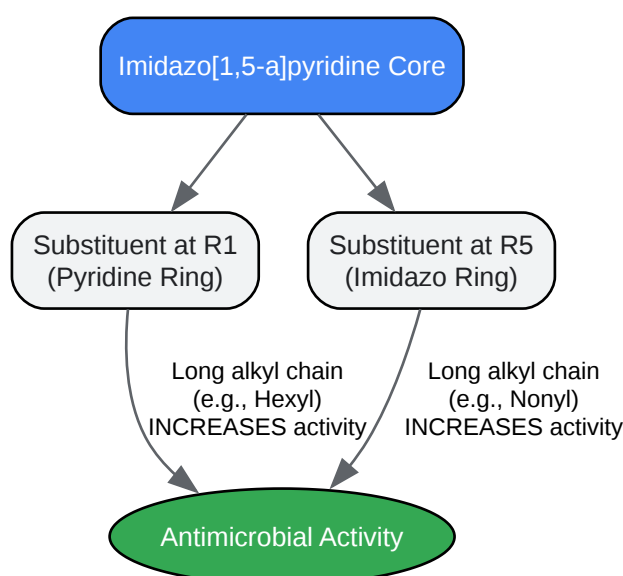 Imidazo[1,5-a]pyridine Core
Substituent at R1
(Pyridine Ring)
Substituent at R5
(Imidazo Ring)
Long alkyl chain
(e.g., Hexyl)
INCREASES activity
Long alkyl chain
(e.g., Nonyl)
INCREASES activity
Antimicrobial Activity